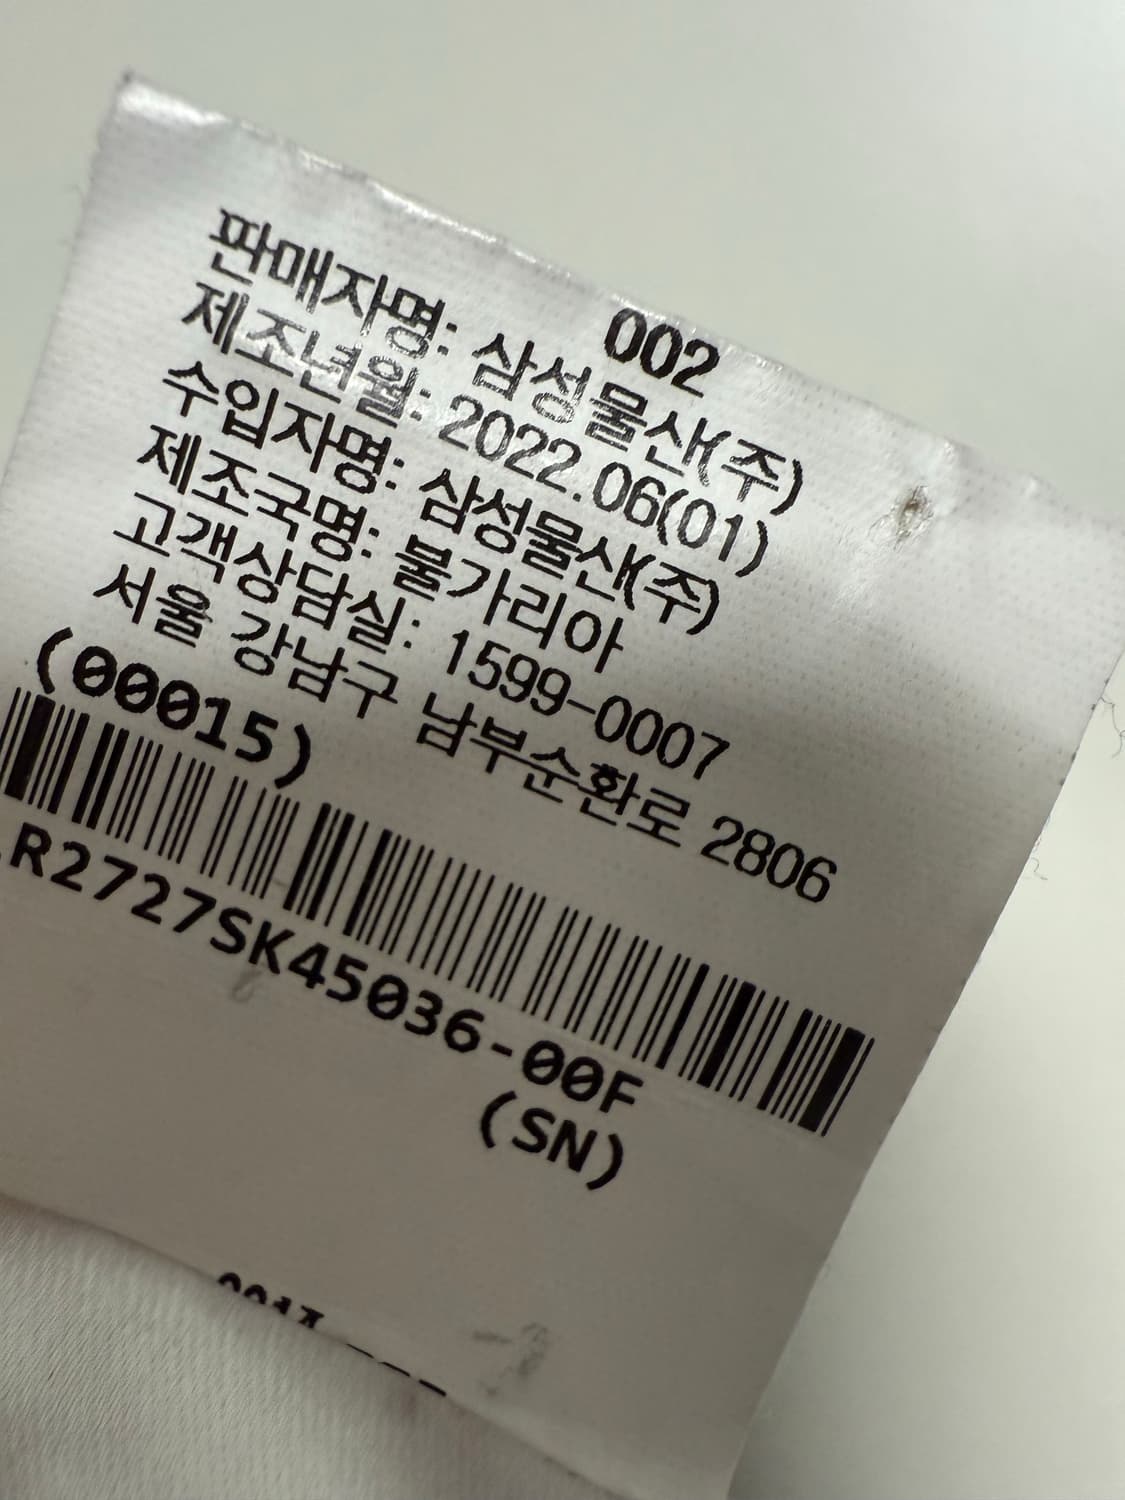 002
판매자명: 삼성물산(주)
제조년월: 2022.06(01)
수입자명: 삼성물산(주)
제조국명: 불가리아
고객상담실: 1599-0007
서울 강남구 남부순환로 2806
(00015)
R2727SK45036-00F
(SN)